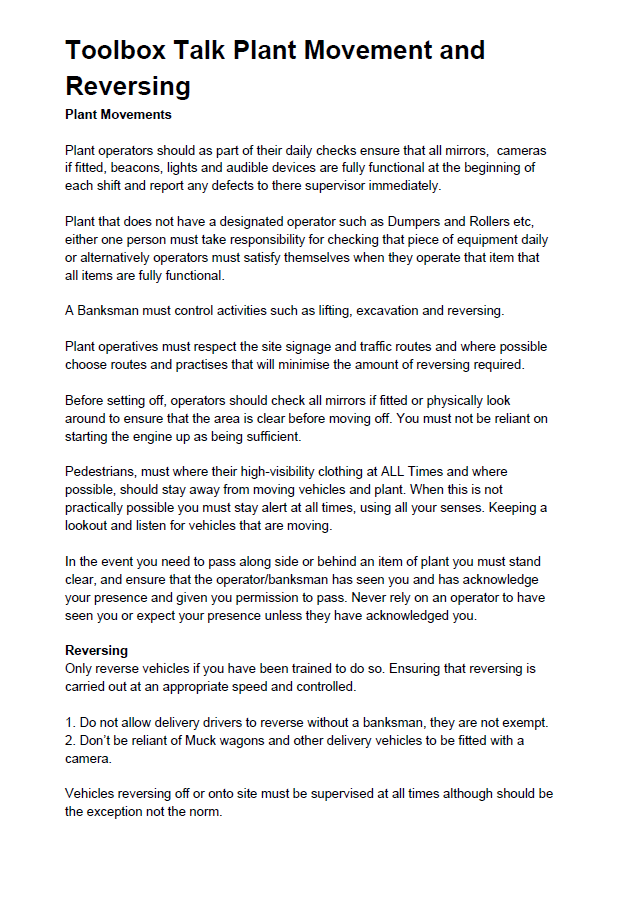 Toolbox Talk Plant Movement and
Reversing
Plant Movements
Plant operators should as part of their daily checks ensure that all mirrors,  cameras
if fitted, beacons, lights and audible devices are fully functional at the beginning of
each shift and report any defects to there supervisor immediately.
Plant that does not have a designated operator such as Dumpers and Rollers etc,
either one person must take responsibility for checking that piece of equipment daily
or alternatively operators must satisfy themselves when they operate that item that
all items are fully functional.
A Banksman must control activities such as lifting, excavation and reversing.
Plant operatives must respect the site signage and traffic routes and where possible
choose routes and practises that will minimise the amount of reversing required.
Before setting off, operators should check all mirrors if fitted or physically look
around to ensure that the area is clear before moving off. You must not be reliant on
starting the engine up as being sufficient.
Pedestrians, must where their high-visibility clothing at ALL Times and where
possible, should stay away from moving vehicles and plant. When this is not
practically possible you must stay alert at all times, using all your senses. Keeping a
lookout and listen for vehicles that are moving.
In the event you need to pass along side or behind an item of plant you must stand
clear, and ensure that the operator/banksman has seen you and has acknowledge
your presence and given you permission to pass. Never rely on an operator to have
seen you or expect your presence unless they have acknowledged you.
Reversing
Only reverse vehicles if you have been trained to do so. Ensuring that reversing is
carried out at an appropriate speed and controlled.
1. Do not allow delivery drivers to reverse without a banksman, they are not exempt.
2. Don’t be reliant of Muck wagons and other delivery vehicles to be fitted with a
camera.
Vehicles reversing off or onto site must be supervised at all times although should be
the exception not the norm.